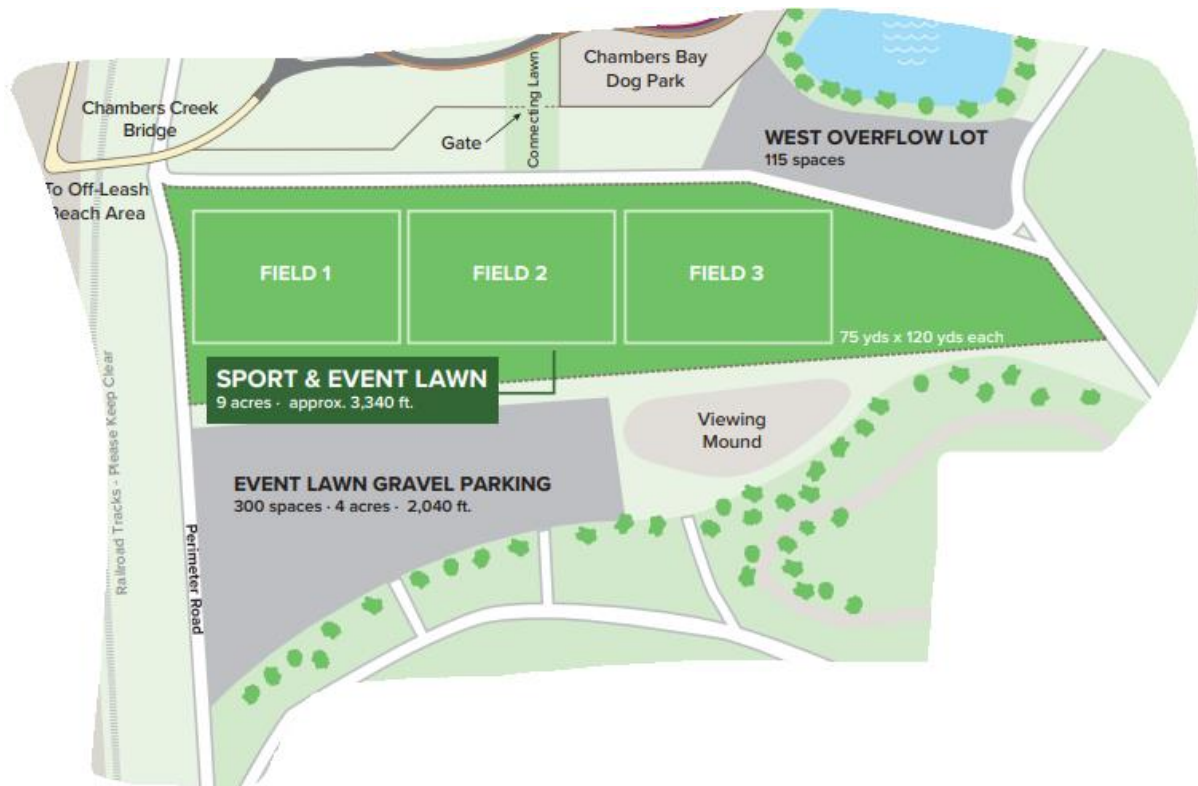 Chambers Bay
Dog Park
Chambers Creek
Bridge
Gate
Connecting Lawn
WEST OVERFLOW LOT
115 spaces
To Off-Leash
Beach Area
FIELD 1
FIELD 2
FIELD 3
75 yds x 120 yds each
SPORT & EVENT LAWN
9 acres · approx. 3,340 ft.
Viewing
Mound
EVENT LAWN GRAVEL PARKING
300 spaces · 4 acres · 2,040 ft.
Railroad Tracks - Please Keep Clear
Perimeter Road